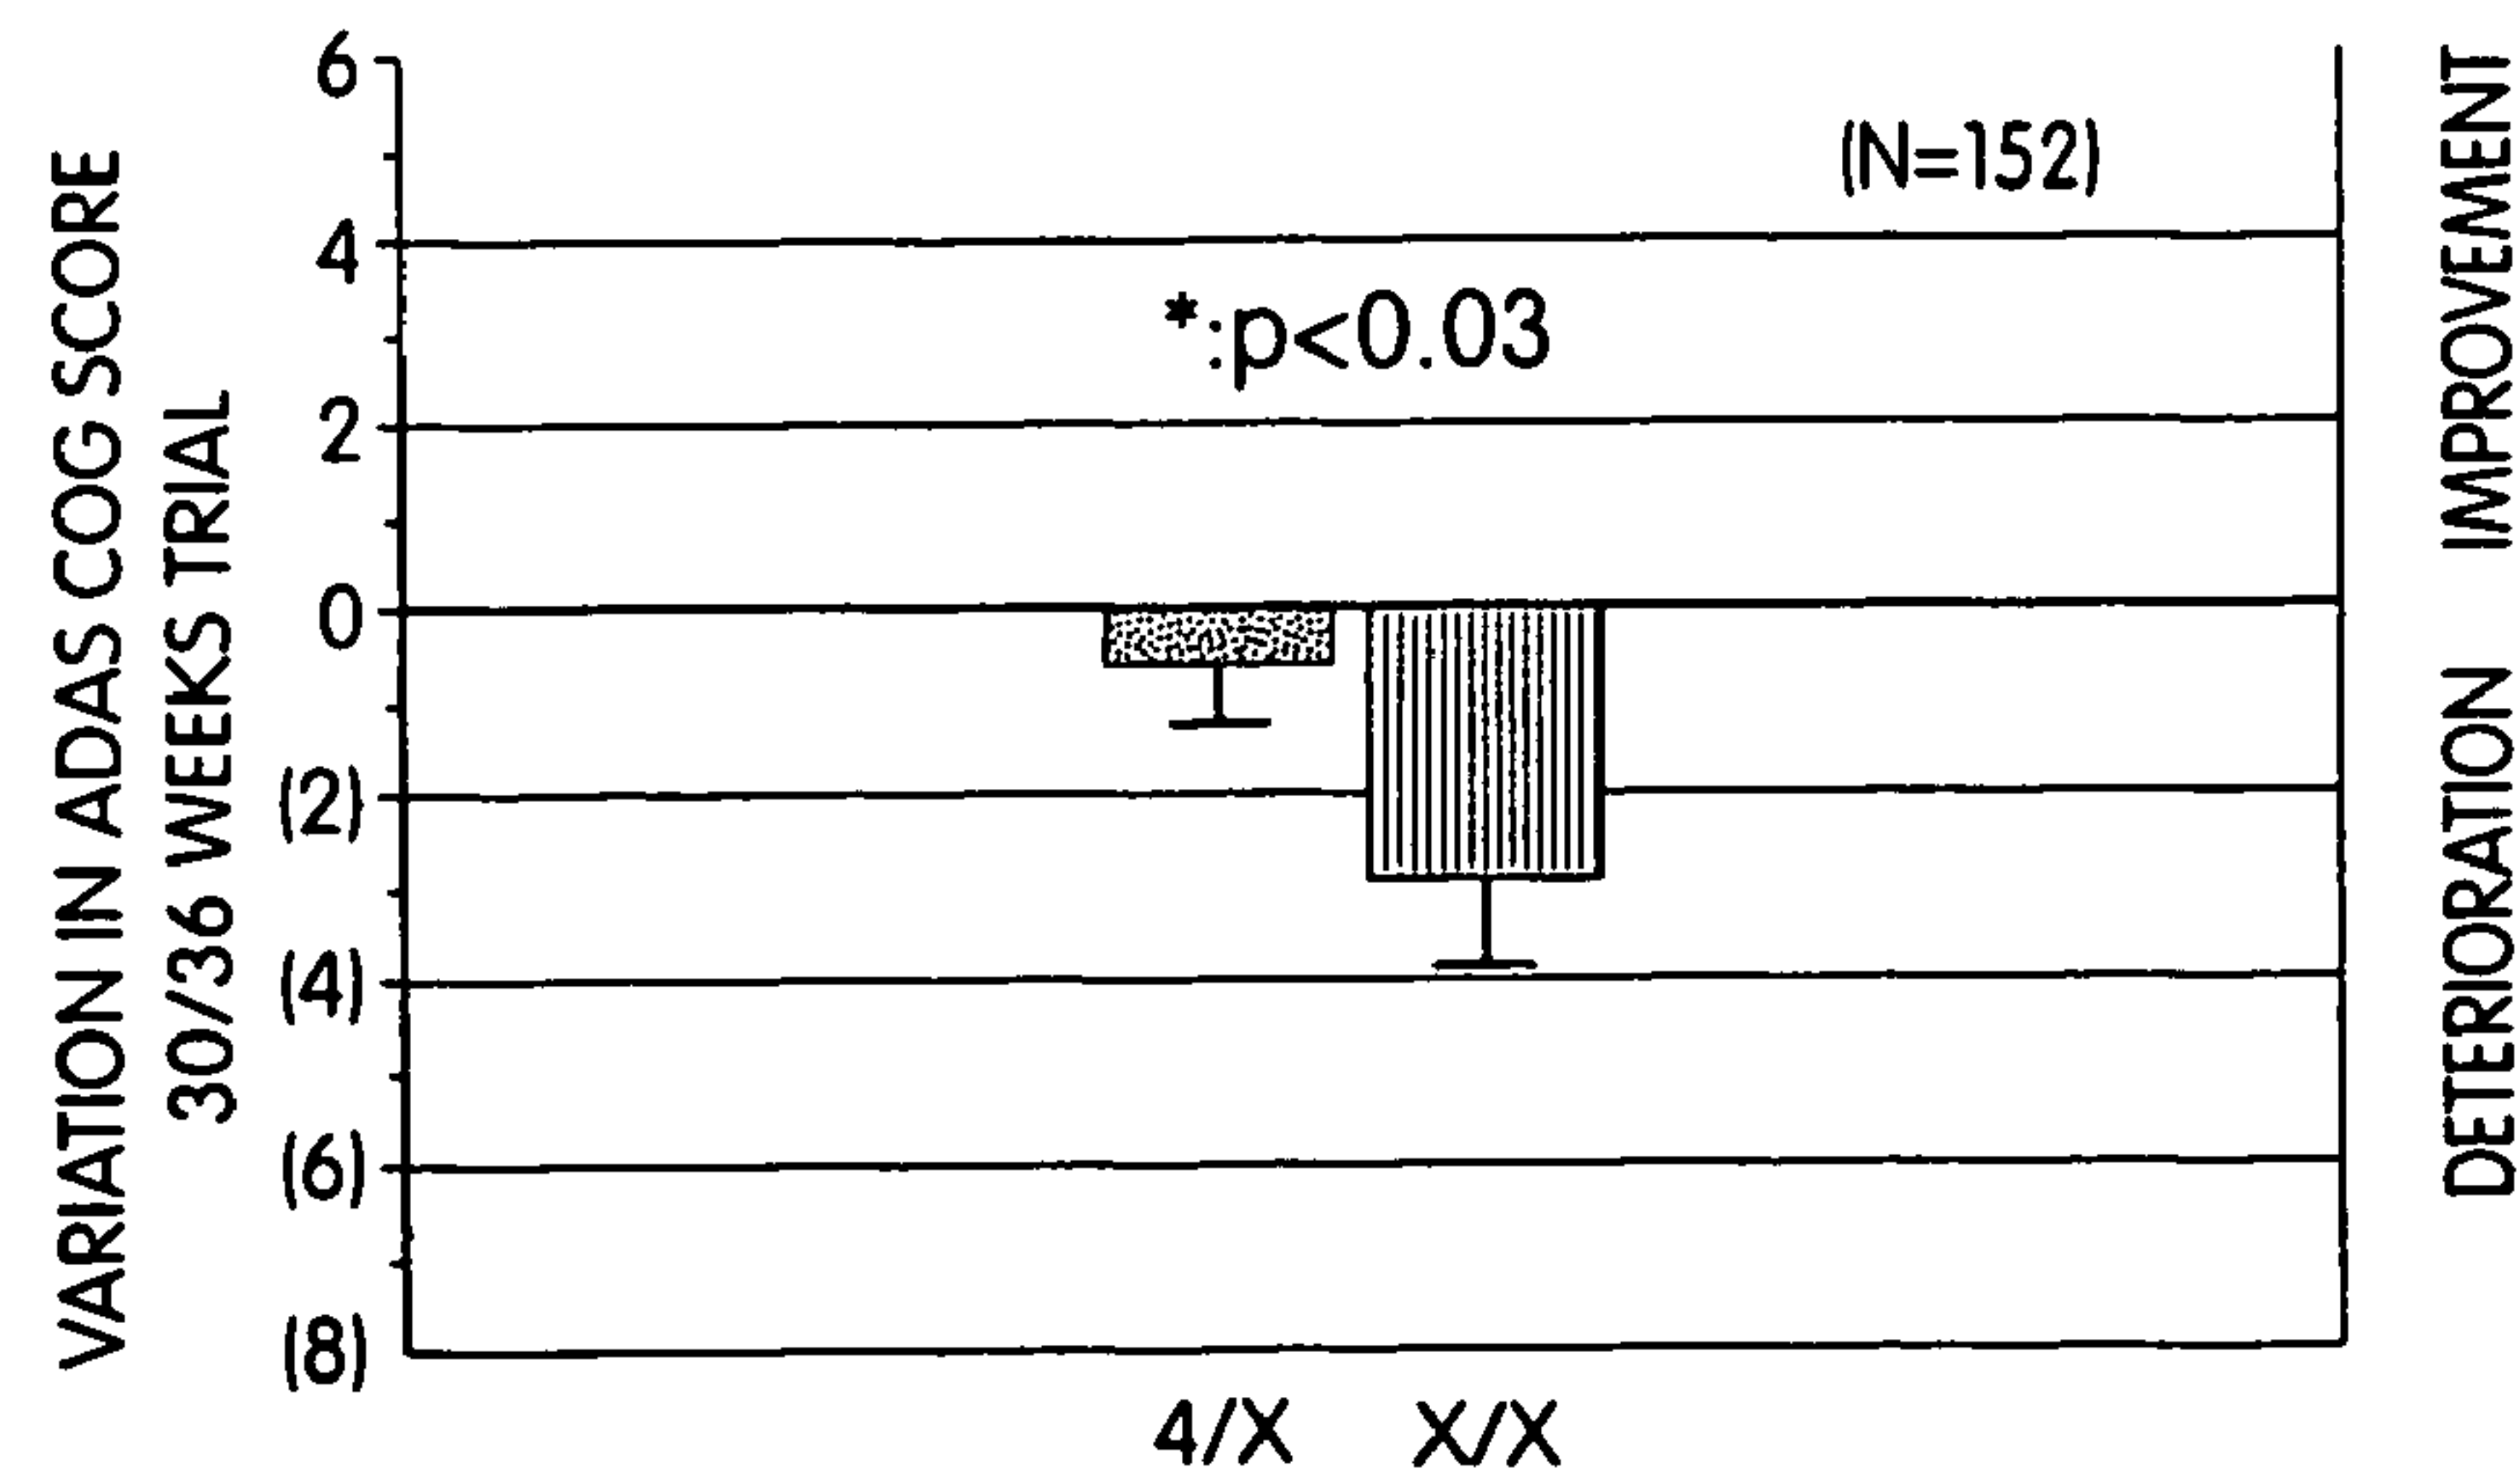 VARIATION IN ADAS COG SCORE
30/36 WEEKS TRIAL
6
4
2
0
(2)
(4)
(6)
(8)
(N=152)
*:p<0.03
4/X X/X
IMPROVEMENT
DETERIORATION